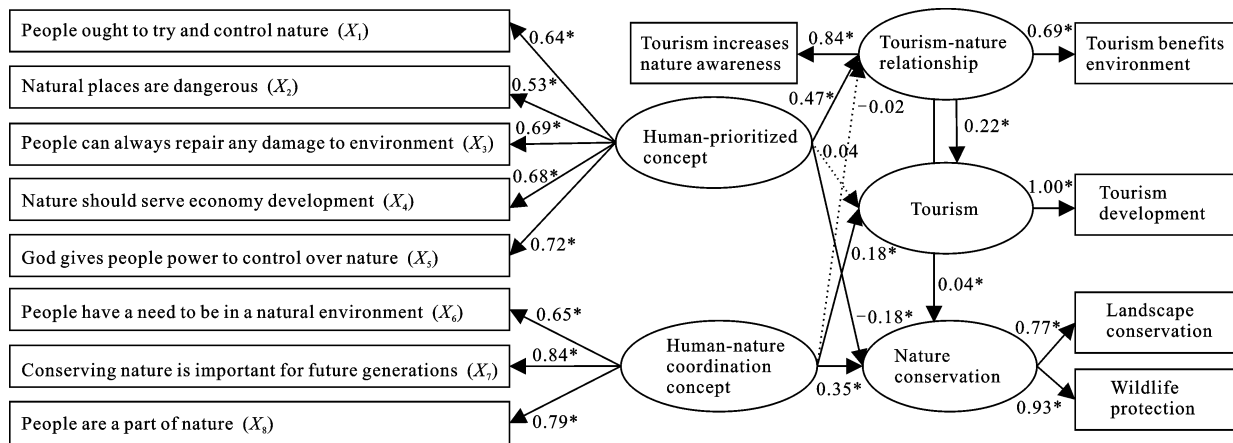 People ought to try and control nature (X1)
0.64*
Natural places are dangerous (X2)
0.53*
People can always repair any damage to environment (X3)
0.69*
Nature should serve economy development (X4)
0.68*
God gives people power to control over nature (X5)
0.72*
People have a need to be in a natural environment (X6)
0.65*
Conserving nature is important for future generations (X7)
0.84*
People are a part of nature (X8)
0.79*
Human-prioritized
concept
Human-nature
coordination
concept
Tourism increases
nature awareness
0.84*
Tourism-nature
relationship
0.69*
Tourism benefits
environment
0.47*
−0.02
0.22*
0.04
Tourism
1.00*
Tourism
development
0.18*
0.04*
−0.18*
0.35*
Nature
conservation
0.77*
Landscape
conservation
0.93*
Wildlife
protection